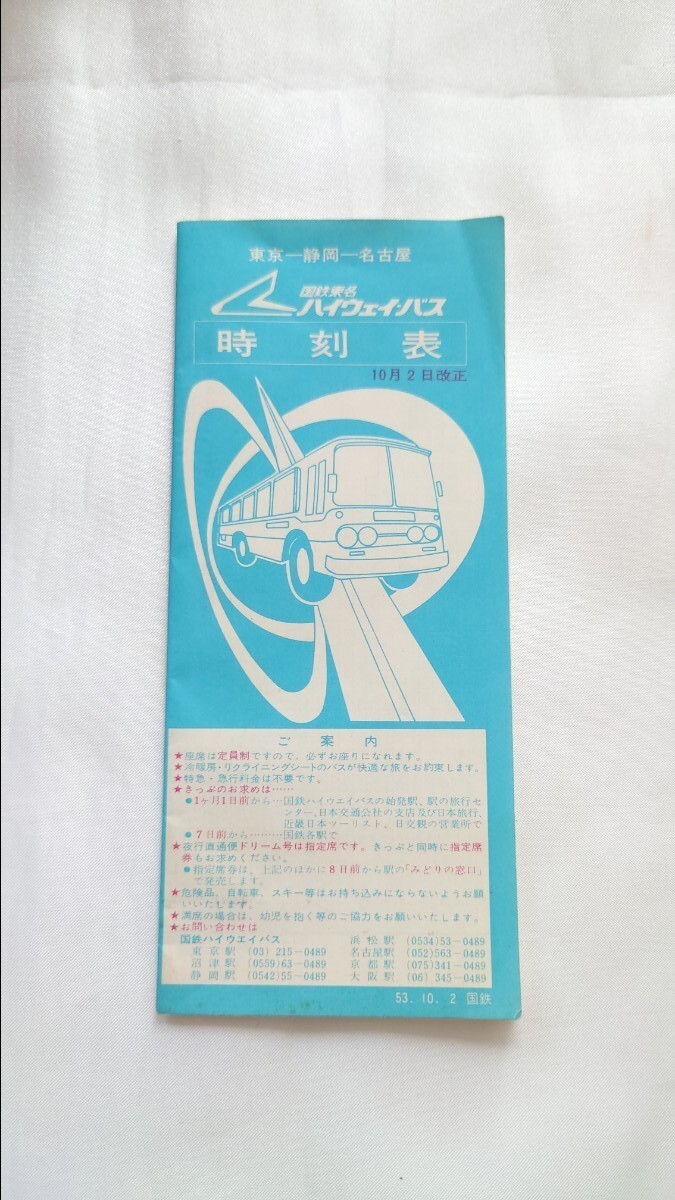 東京―静岡―名古屋
国鉄東名
ハイウェイ・バス
時刻表
10月2日改正
ご案内
★座席は定員制ですので、必ずお座りになれます。
★冷暖房・リクライニングシートのバスが快適な旅をお約束します。
★特急・急行料金は不要です。
★きっぷのお求めは……
●1ヶ月1日前から…国鉄ハイウエイバスの始発駅、駅の旅行セ
ンター、日本交通公社の支店及び日本旅行、
近畿日本ツーリスト、日交観の営業所で
●7日前から………国鉄各駅で
★夜行直通便ドリーム号は指定席です。きっぷと同時に指定席
券もお求めください。
●指定席券は、上記のほかに8日前から駅の「みどりの窓口」
で発売します。
★危険品、自転車、スキー等はお持ち込みにならないようお願
いいたします。
★満席の場合は、幼児を抱く等のご協力をお願いいたします。
★お問い合わせは
国鉄ハイウエイバス
東京駅 (03) 215-0489
沼津駅 (0559)63-0489
静岡駅 (0542)55-0489
浜松駅 (0534)53-0489
名古屋駅 (052)563-0489
京都駅 (075)341-0489
大阪駅 (06) 345-0489
53. 10. 2 国鉄